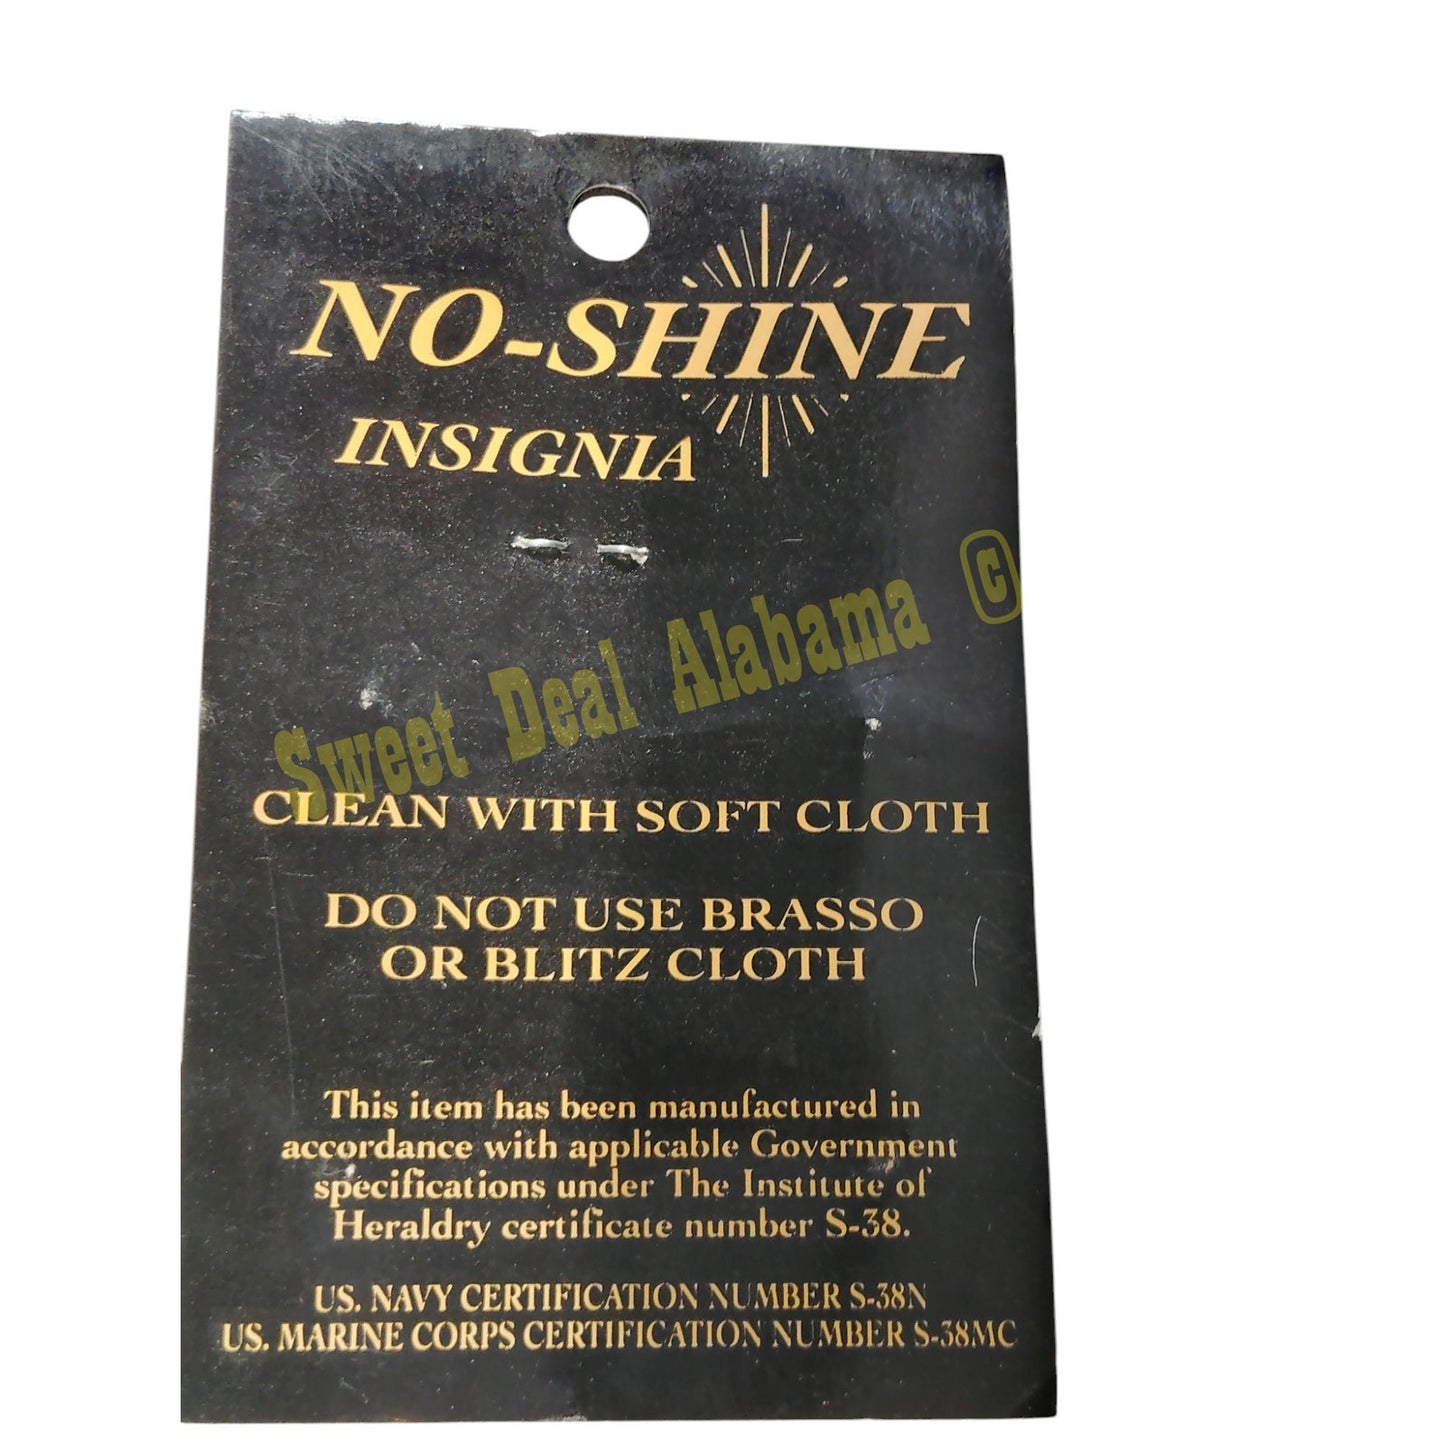 NO-SHINE
INSIGNIA
Sweet Deal Alabama ©
CLEAN WITH SOFT CLOTH
DO NOT USE BRASSO
OR BLITZ CLOTH
This item has been manufactured in
accordance with applicable Government
specifications under The Institute of
Heraldry certificate number S-38.
US. NAVY CERTIFICATION NUMBER S-38N
US. MARINE CORPS CERTIFICATION NUMBER S-38MC